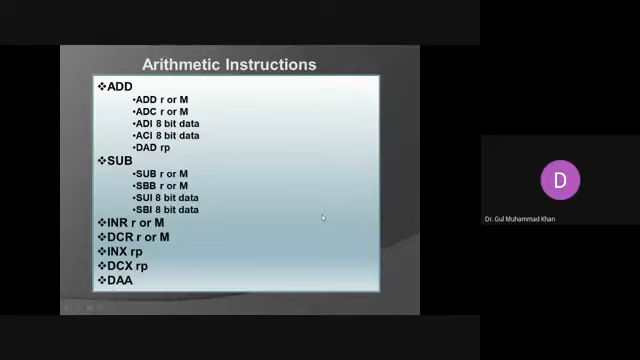 Arithmetic Instructions
❖ADD
•ADD r or M
•ADC r or M
•ADI 8 bit data
•ACI 8 bit data
•DAD rp
❖SUB
•SUB r or M
•SBB r or M
•SUI 8 bit data
•SBI 8 bit data
❖INR r or M
❖DCR r or M
❖INX rp
❖DCX rp
❖DAA
D
Dr. Gul Muhammad Khan